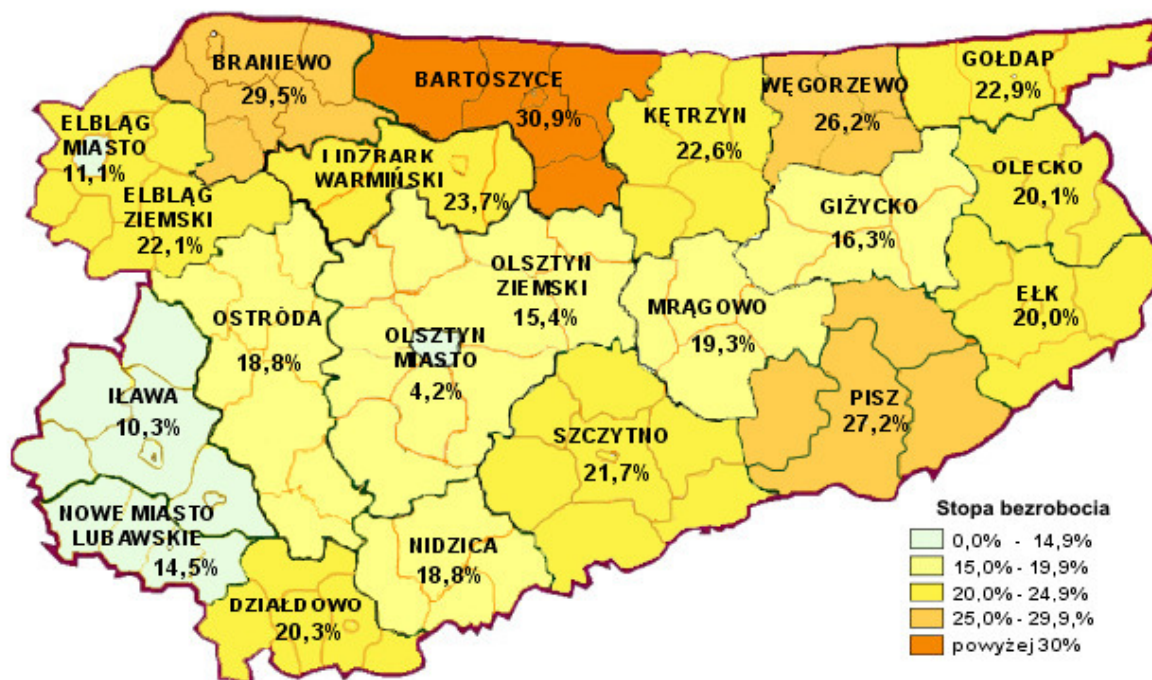 BRANIEWO
29,5%
BARTOSZYCE
30,9%
KĘTRZYN
22,6%
WĘGORZEWO
26,2%
GOŁDAP
22,9%
ELBLĄG
MIASTO
11,1%
ELBLĄG
ZIEMSKI
22,1%
LIDZBARK
WARMIŃSKI
23,7%
OLECKO
20,1%
GIŻYCKO
16,3%
OLSZTYN
ZIEMSKI
15,4%
OSTRÓDA
18,8%
OLSZTYN
MIASTO
4,2%
MRĄGOWO
19,3%
EŁK
20,0%
IŁAWA
10,3%
PISZ
27,2%
SZCZYTNO
21,7%
NOWE MIASTO
LUBAWSKIE
14,5%
NIDZICA
18,8%
DZIAŁDOWO
20,3%
Stopa bezrobocia
0,0% - 14,9%
15,0% - 19,9%
20,0% - 24,9%
25,0% - 29,9,%
powyżej 30%